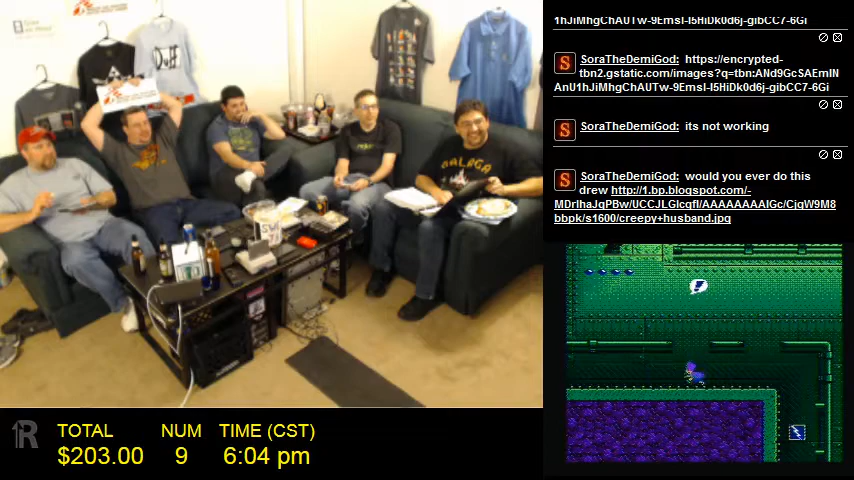 1hJiMhgChAUTw-9EmsI-I5HiDk0d6j-gibCC7-6Gi
SoraTheDemiGod: https://encrypted-
tbn2.gstatic.com/images?q=tbn:ANd9GcSAEmIN
AnU1hJiMhgChAUTw-9EmsI-I5HiDk0d6j-gibCC7-6Gi
SoraTheDemiGod: its not working
SoraTheDemiGod: would you ever do this
drew http://1.bp.blogspot.com/-
MDrIhaJqPBw/UCCJLGlcgfI/AAAAAAAAIGc/CjgW9M8
bbpk/s1600/creepy+husband.jpg
DUFF
GALAGA
R
TOTAL NUM TIME (CST)
$203.00 9 6:04 pm